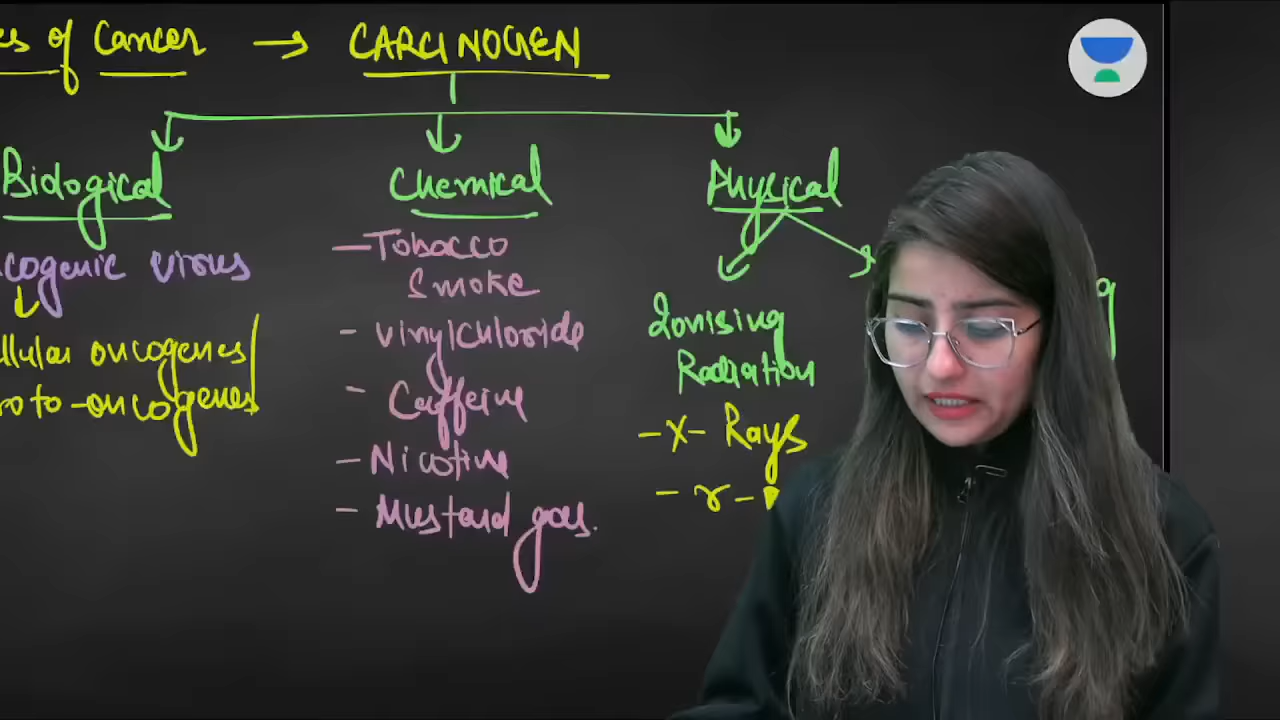 es of Cancer → CARCINOGEN
Biological
Chemical
Physical
cogenic virus
llular oncogenes/
roto-oncogenes
- Tobacco
Smoke
- Vinylchloride
- Caffeine
- Nicotine
- Mustard gas.
Ionising
Radiation
- X- Rays
- γ -
g